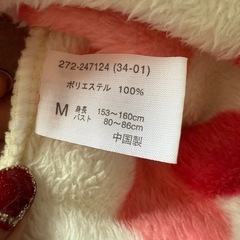 272-247124 (34-01)
ポリエステル 100%
M 身長 153～160cm
バスト 80～86cm
中国製